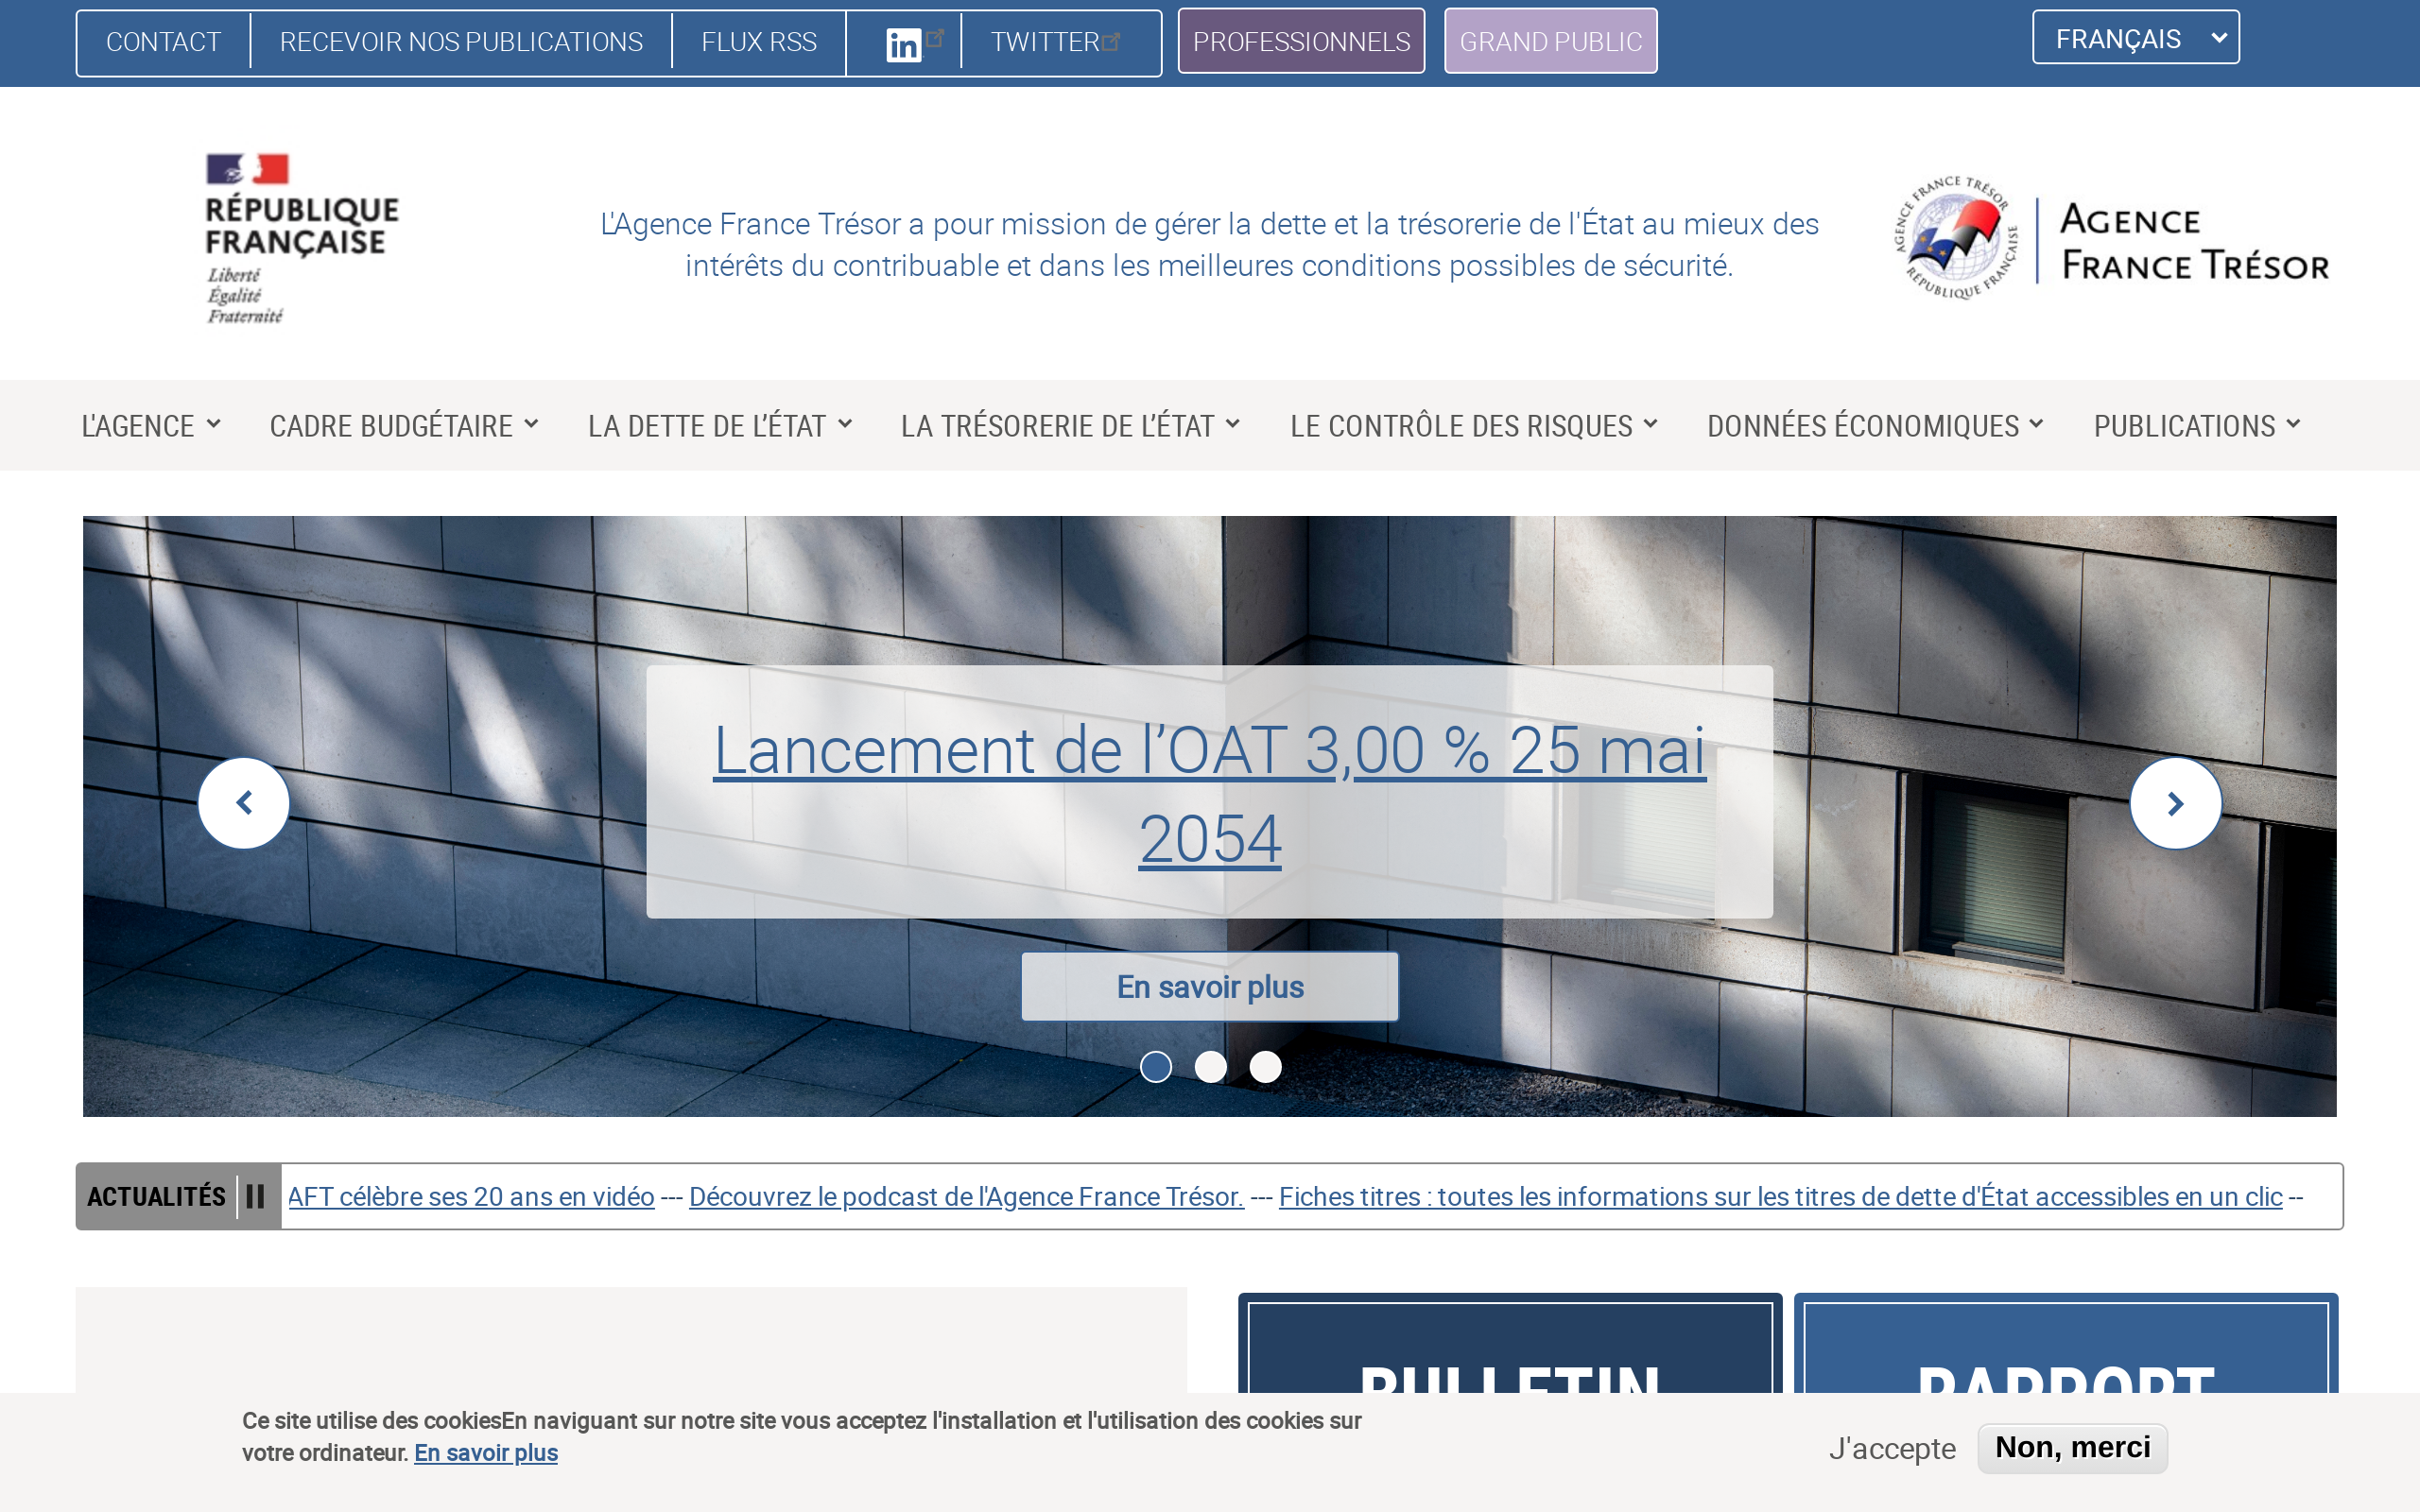 CONTACT
RECEVOIR NOS PUBLICATIONS
FLUX RSS
in
TWITTER
PROFESSIONNELS
GRAND PUBLIC
FRANÇAIS
RÉPUBLIQUE
FRANÇAISE
Liberté
Égalité
Fraternité
L'Agence France Trésor a pour mission de gérer la dette et la trésorerie de l'État au mieux des
intérêts du contribuable et dans les meilleures conditions possibles de sécurité.
AGENCE FRANCE TRÉSOR
RÉPUBLIQUE FRANÇAISE
AGENCE
FRANCE TRÉSOR
L'AGENCE
CADRE BUDGÉTAIRE
LA DETTE DE L’ÉTAT
LA TRÉSORERIE DE L’ÉTAT
LE CONTRÔLE DES RISQUES
DONNÉES ÉCONOMIQUES
PUBLICATIONS
Lancement de l’OAT 3,00 % 25 mai
2054
En savoir plus
ACTUALITÉS
AFT célèbre ses 20 ans en vidéo --- Découvrez le podcast de l'Agence France Trésor. --- Fiches titres : toutes les informations sur les titres de dette d'État accessibles en un clic --
BULLETIN
RAPPORT
Ce site utilise des cookiesEn naviguant sur notre site vous acceptez l'installation et l'utilisation des cookies sur
votre ordinateur. En savoir plus
J'accepte
Non, merci